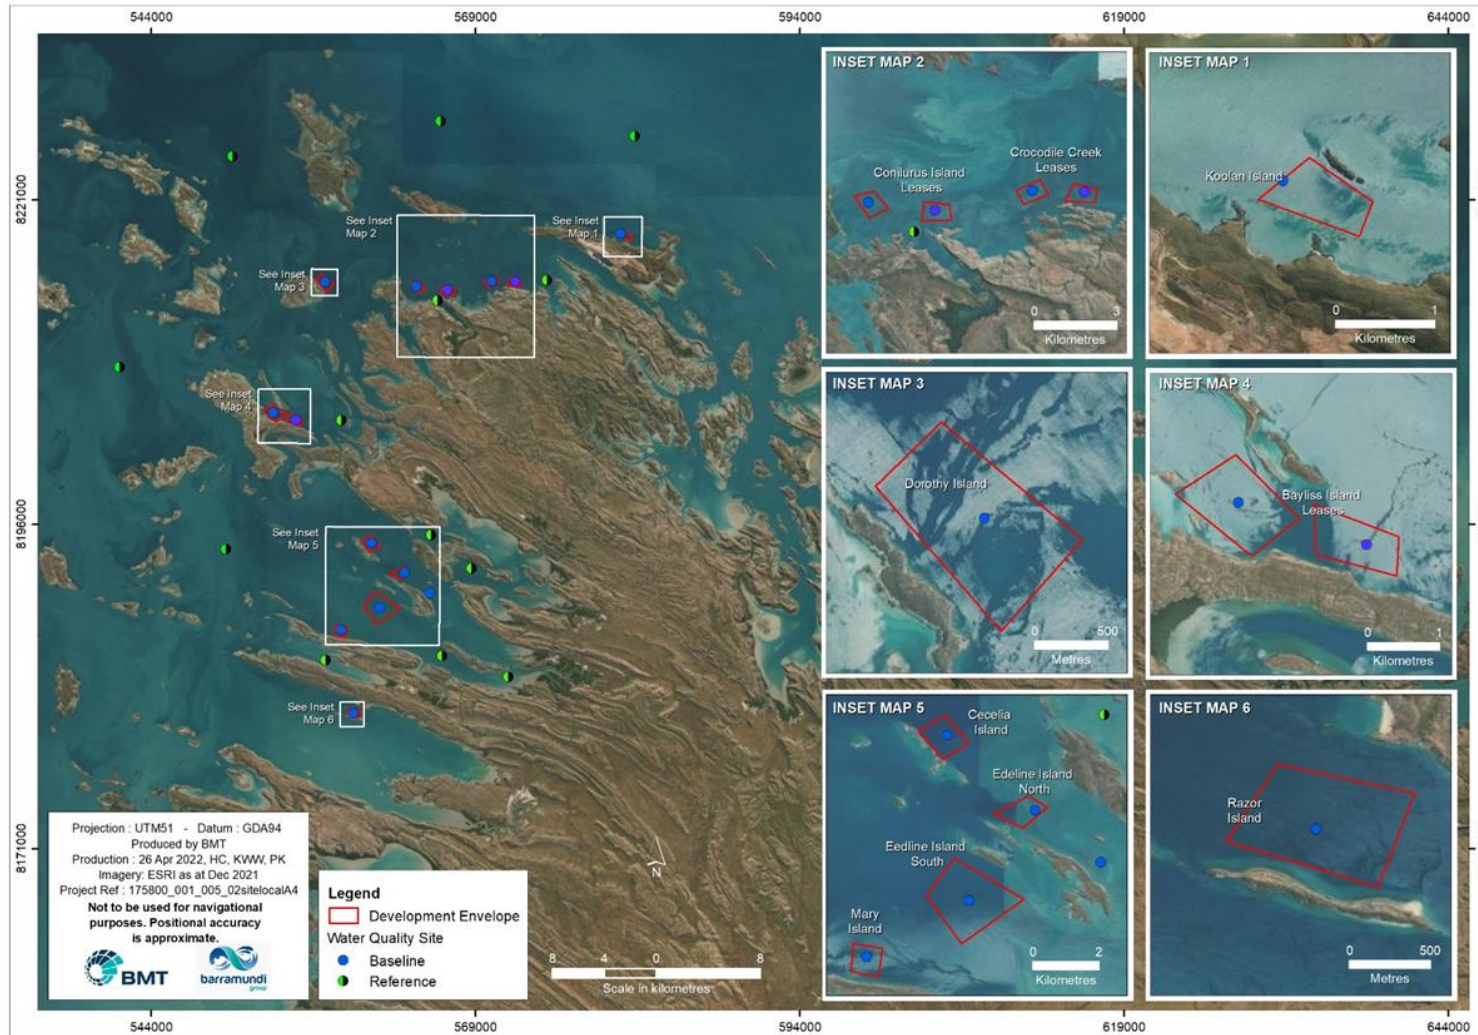 544000
569000
594000
619000
644000
8221000
8196000
8171000
See Inset
Map 2
See Inset
Map 1
See Inset
Map 3
See Inset
Map 4
See Inset
Map 5
See Inset
Map 6
INSET MAP 2
Conilurus Island
Leases
Crocodile Creek
Leases
0 3
Kilometres
INSET MAP 1
Koolan Island
0 1
Kilometres
INSET MAP 3
Dorothy Island
0 500
Metres
INSET MAP 4
Bayliss Island
Leases
0 1
Kilometres
INSET MAP 5
Cecelia
Island
Edeline Island
North
Eedline Island
South
Mary
Island
0 2
Kilometres
INSET MAP 6
Razor
Island
0 500
Metres
Projection : UTM51 - Datum : GDA94
Produced by BMT
Production : 26 Apr 2022, HC, KWW, PK
Imagery: ESRI as at Dec 2021
Project Ref : 175800_001_005_02sitelocalA4
Not to be used for navigational
purposes. Positional accuracy
is approximate.
BMT
barramundi
group
Legend
Development Envelope
Water Quality Site
Baseline
Reference
N
8 4 0 8
Scale in kilometres
544000
569000
594000
619000
644000